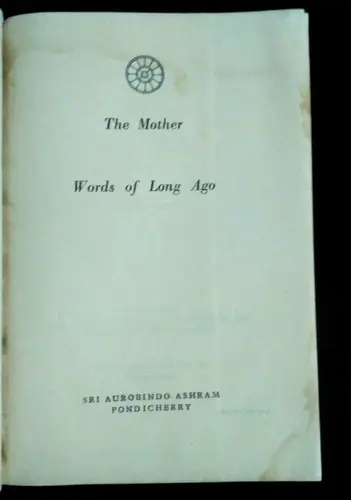 The Mother
Words of Long Ago
SRI AUROBINDO ASHRAM
PONDICHERRY